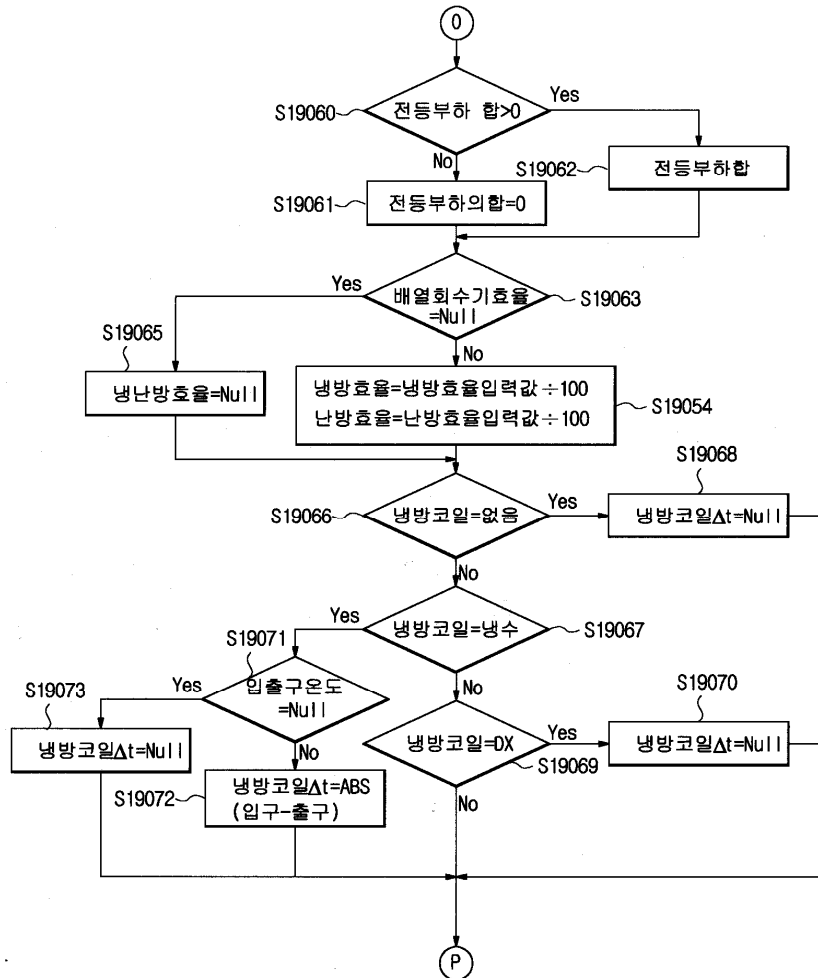 O
전등부하 합>0
Yes
S19060
No
S19062
전등부하합
S19061
전등부하의합=0
Yes
배열회수기효율
=Null
S19063
S19065
No
냉난방호율=Null
냉방효율=냉방효율입력값÷100
난방효율=난방효율입력값÷100
S19054
S19068
S19066
냉방코일=없음
Yes
냉방코일Δt=Null
No
Yes
냉방코일=냉수
S19067
S19071
S19073
Yes
입출구온도
=Null
No
S19070
냉방코일Δt=Null
No
냉방코일=DX
Yes
냉방코일Δt=Null
S19069
S19072
냉방코일Δt=ABS
(입구-출구)
No
P